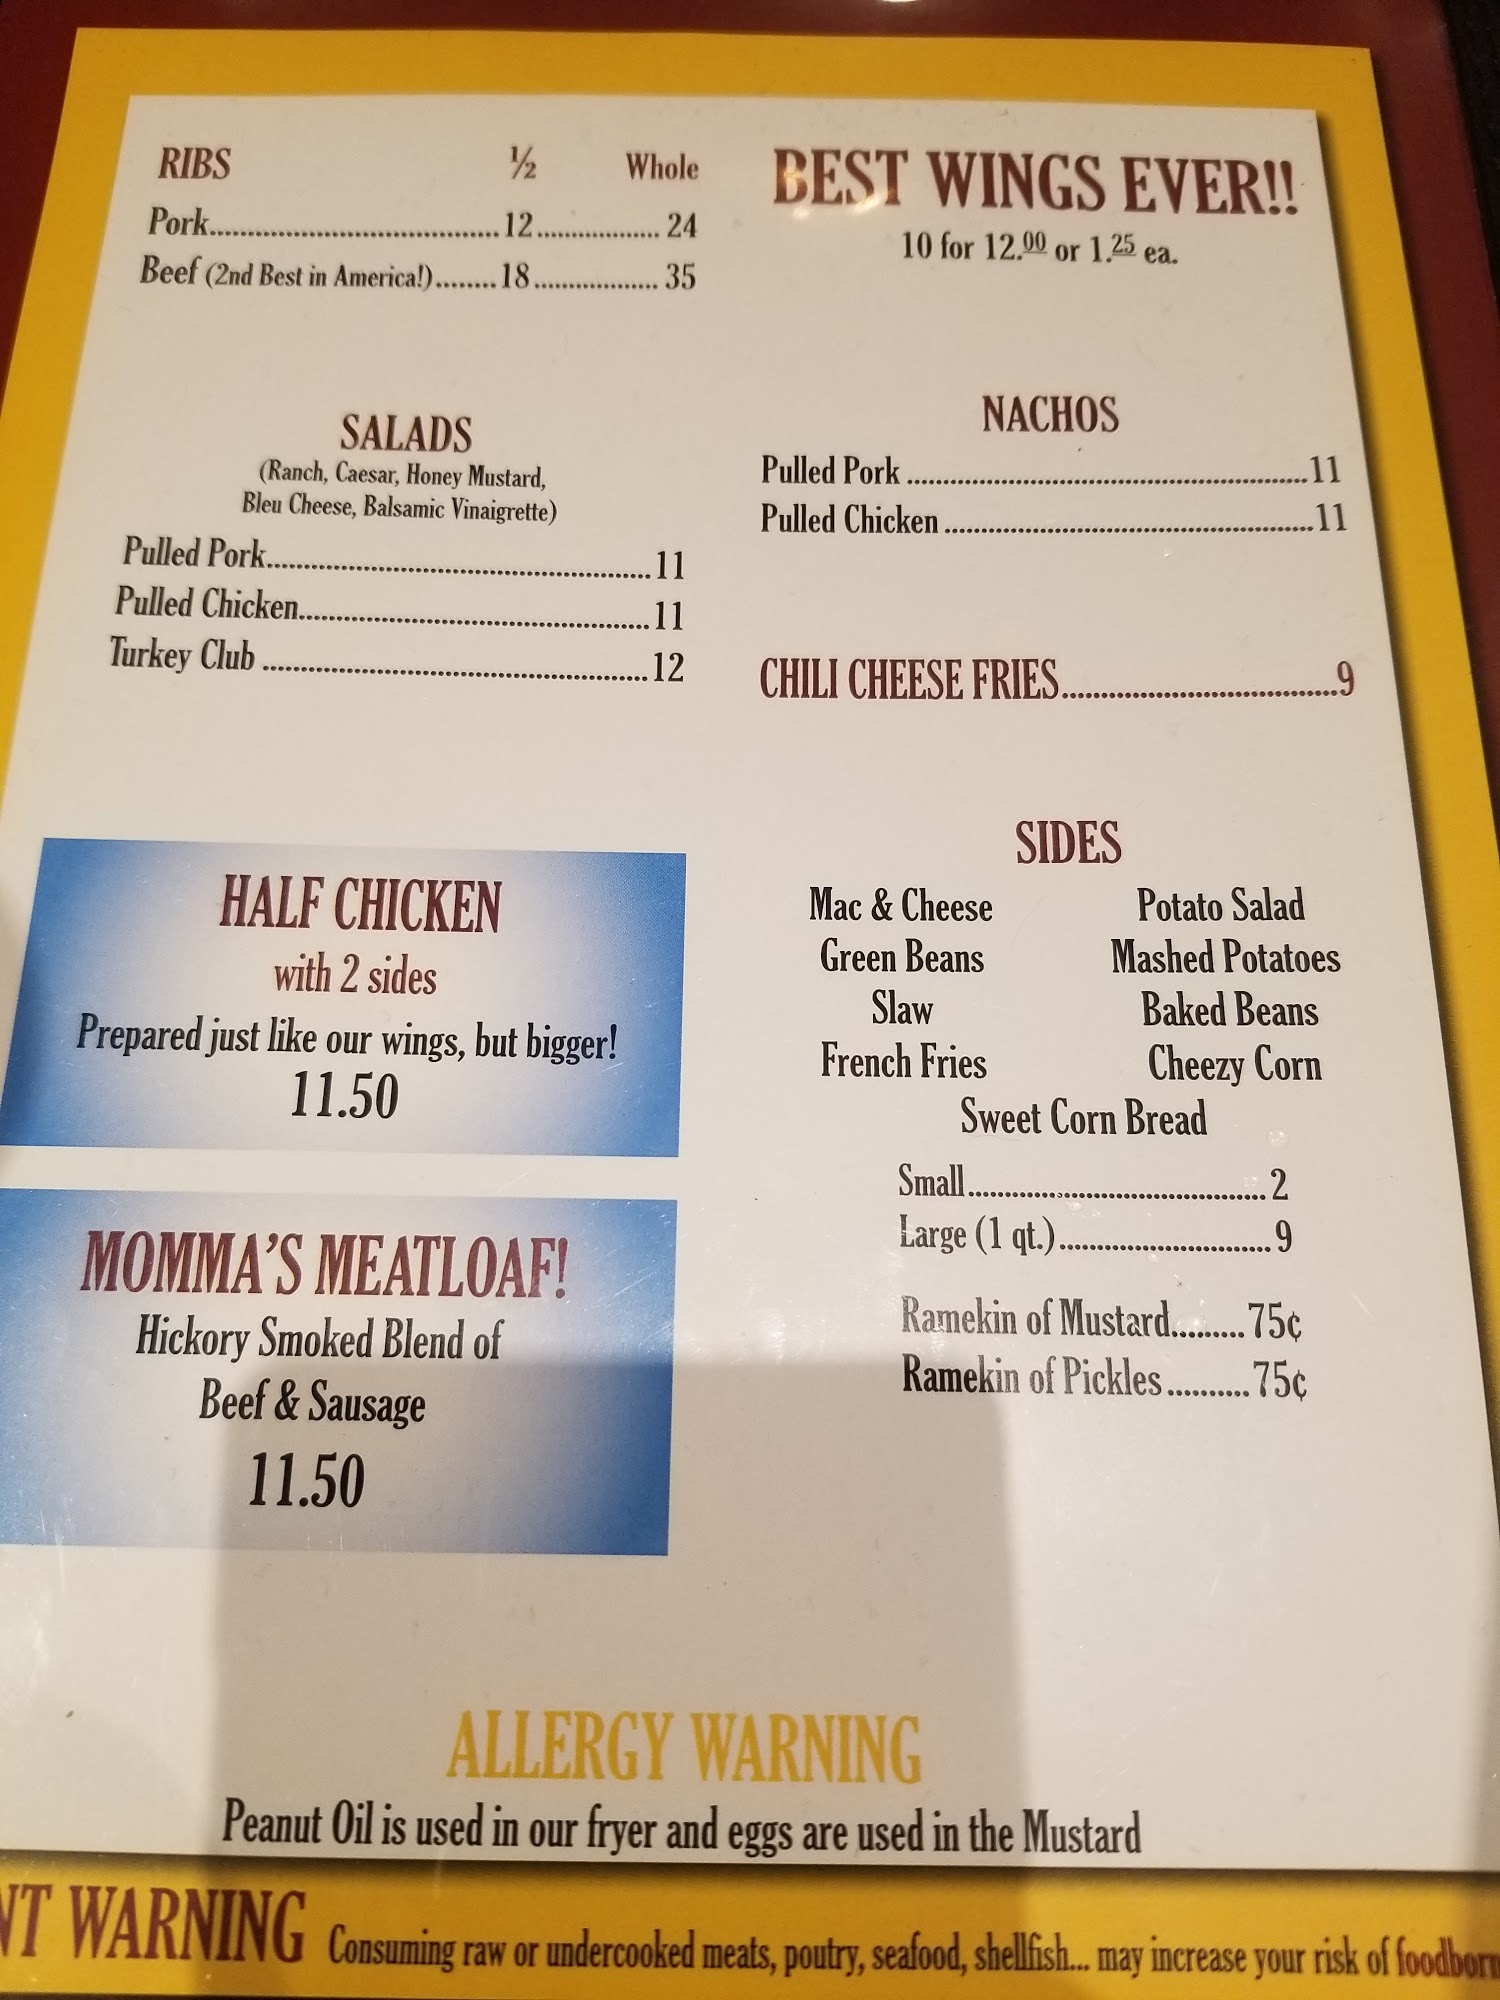 RIBS ½ Whole
Pork....................................12................ 24
Beef (2nd Best in America!)........18................. 35
SALADS
(Ranch, Caesar, Honey Mustard,
Bleu Cheese, Balsamic Vinaigrette)
Pulled Pork....................................................11
Pulled Chicken................................................11
Turkey Club ...................................................12
HALF CHICKEN
with 2 sides
Prepared just like our wings, but bigger!
11.50
MOMMA'S MEATLOAF!
Hickory Smoked Blend of
Beef & Sausage
11.50
BEST WINGS EVER!!
10 for 12.00 or 1.25 ea.
NACHOS
Pulled Pork .....................................................11
Pulled Chicken .................................................11
CHILI CHEESE FRIES......................................9
SIDES
Mac & Cheese Potato Salad
Green Beans Mashed Potatoes
Slaw Baked Beans
French Fries Cheezy Corn
Sweet Corn Bread
Small........................................ 2
Large (1 qt.)............................ 9
Ramekin of Mustard.........75¢
Ramekin of Pickles..........75¢
ALLERGY WARNING
Peanut Oil is used in our fryer and eggs are used in the Mustard
NT WARNING Consuming raw or undercooked meats, poutry, seafood, shellfish... may increase your risk of foodborn